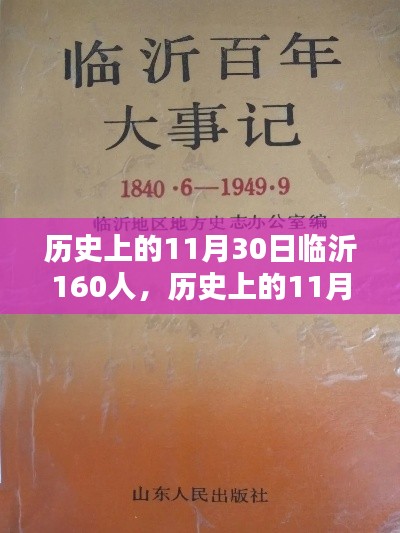 临沂百年
大事记
1840·6—1949·9
临沂地区地方史志办公室编
历史上的11月30日临沂
160人，历史上的11月
山东人民出版社